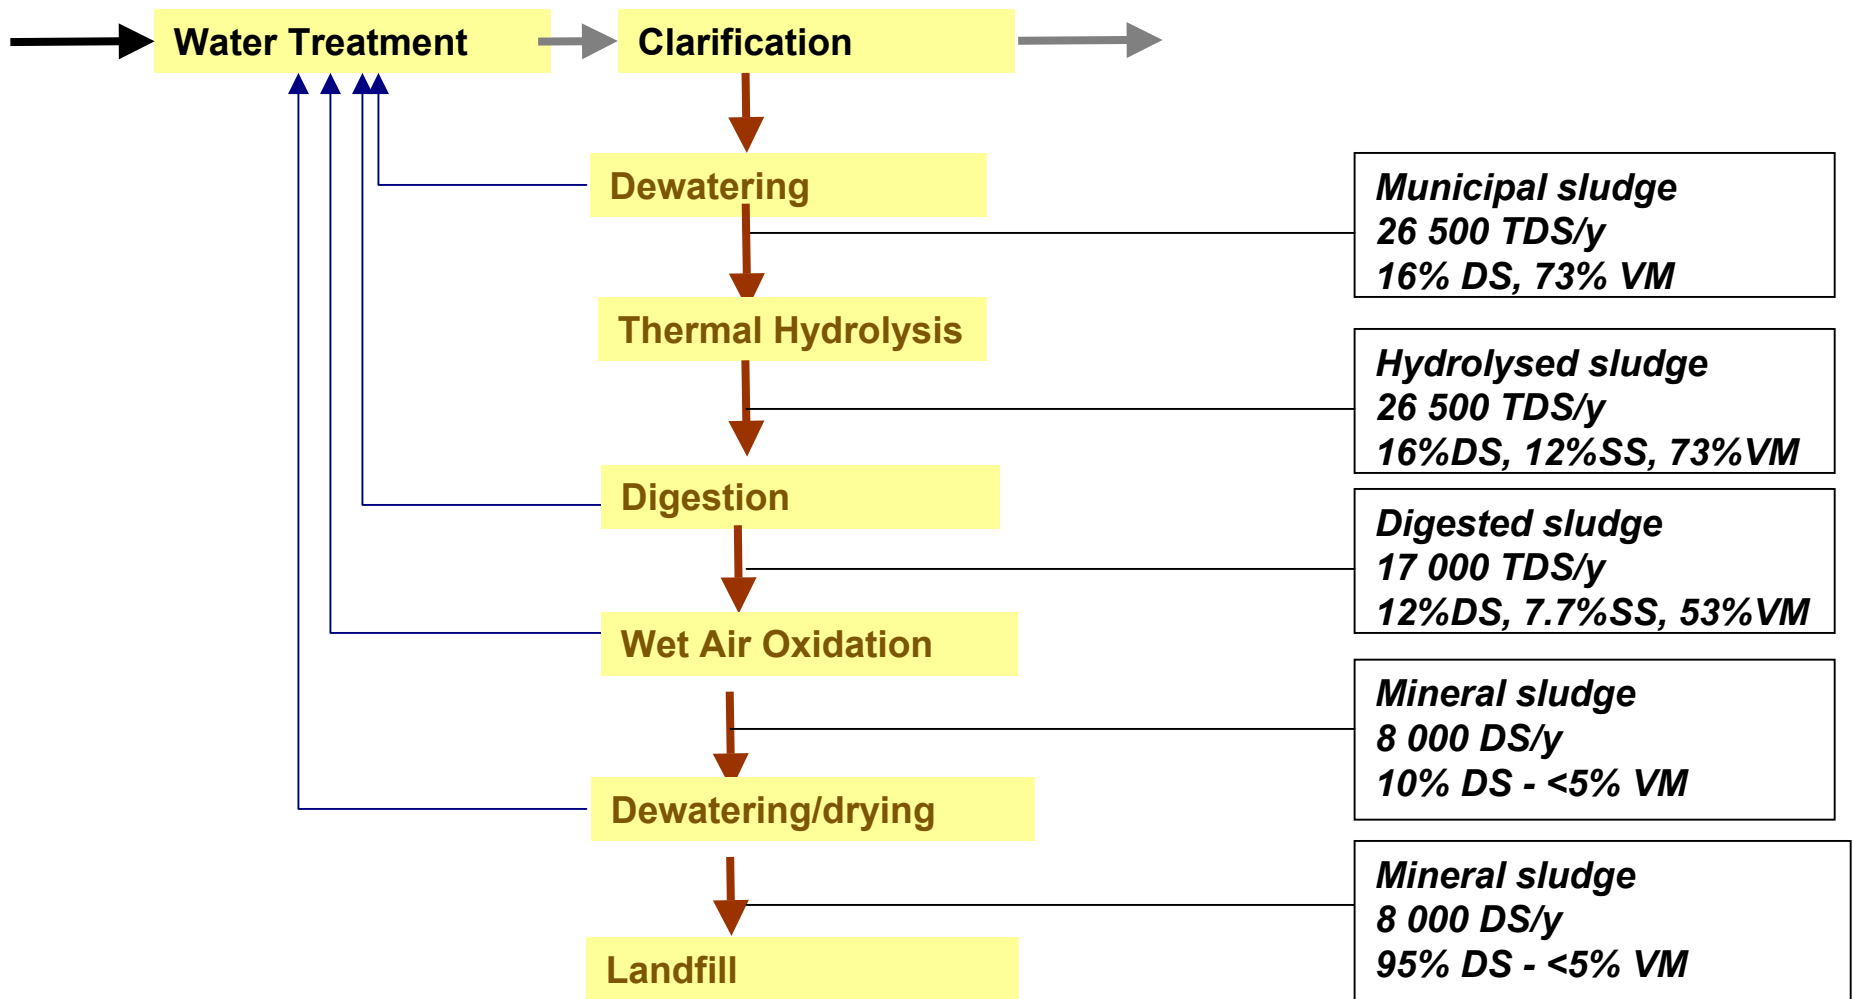 Water Treatment
Clarification
Dewatering
Municipal sludge
26 500 TDS/y
16% DS, 73% VM
Thermal Hydrolysis
Hydrolysed sludge
26 500 TDS/y
16%DS, 12%SS, 73%VM
Digestion
Digested sludge
17 000 TDS/y
12%DS, 7.7%SS, 53%VM
Wet Air Oxidation
Mineral sludge
8 000 DS/y
10% DS - <5% VM
Dewatering/drying
Mineral sludge
8 000 DS/y
95% DS - <5% VM
Landfill